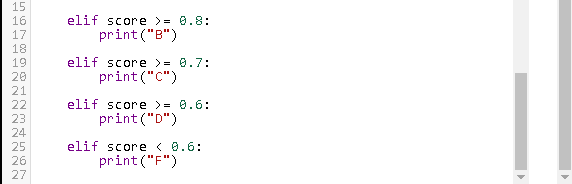 15
16 elif score >= 0.8:
17 print("B")
18
19 elif score >= 0.7:
20 print("C")
21
22 elif score >= 0.6:
23 print("D")
24
25 elif score < 0.6:
26 print("F")
27